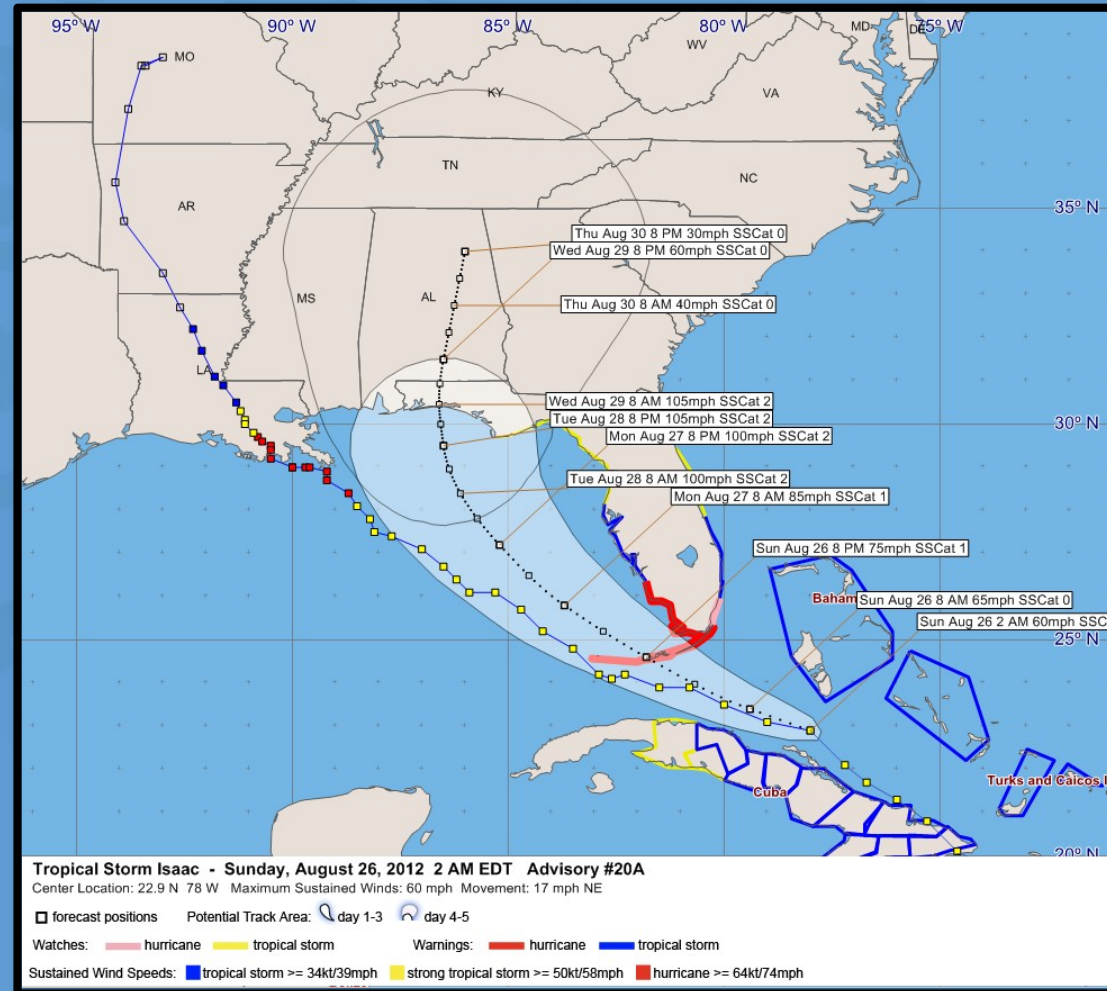 95° W 90° W 85° W 80° W 75° W
MO
MD
DE
WV
KY
VA
TN
NC
AR
35° N
Thu Aug 30 8 PM 30mph SSCat 0
Wed Aug 29 8 PM 60mph SSCat 0
MS
AL
Thu Aug 30 8 AM 40mph SSCat 0
LA
Wed Aug 29 8 AM 105mph SSCat 2
Tue Aug 28 8 PM 105mph SSCat 2
30° N
Mon Aug 27 8 PM 100mph SSCat 2
Tue Aug 28 8 AM 100mph SSCat 2
Mon Aug 27 8 AM 85mph SSCat 1
Sun Aug 26 8 PM 75mph SSCat 1
Baham
Sun Aug 26 8 AM 65mph SSCat 0
Sun Aug 26 2 AM 60mph SSC
25° N
Turks and Caicos I
Cuba
20° N
Tropical Storm Isaac - Sunday, August 26, 2012 2 AM EDT Advisory #20A
Center Location: 22.9 N 78 W Maximum Sustained Winds: 60 mph Movement: 17 mph NE
forecast positions Potential Track Area: day 1-3 day 4-5
Watches: hurricane tropical storm Warnings: hurricane tropical storm
Sustained Wind Speeds: tropical storm >= 34kt/39mph strong tropical storm >= 50kt/58mph hurricane >= 64kt/74mph